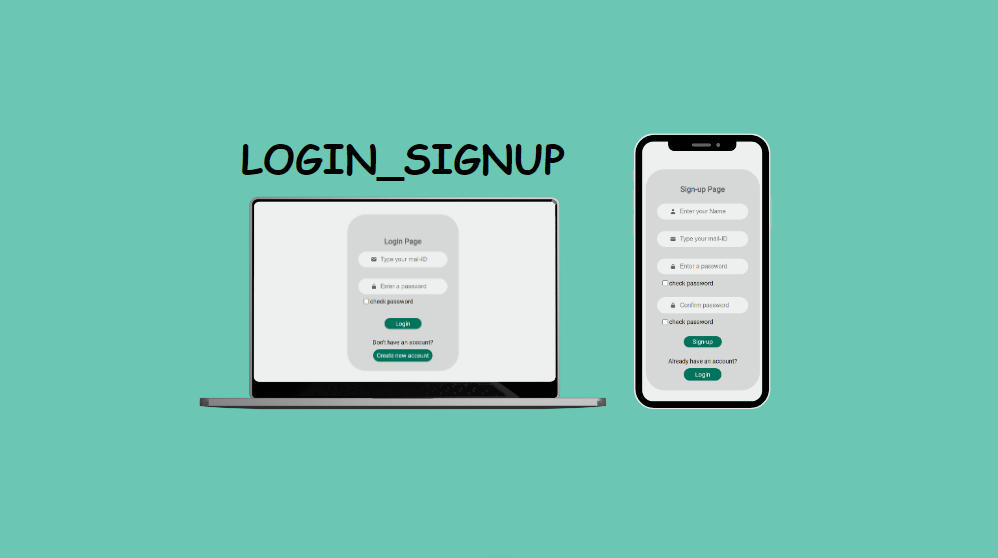 LOGIN_SIGNUP
Login Page
Type your mail-ID
Enter a password
check password
Login
Don't have an account?
Create new account
Sign-up Page
Enter your Name
Type your mail-ID
Enter a password
check password
Confirm password
check password
Sign-up
Already have an account?
Login